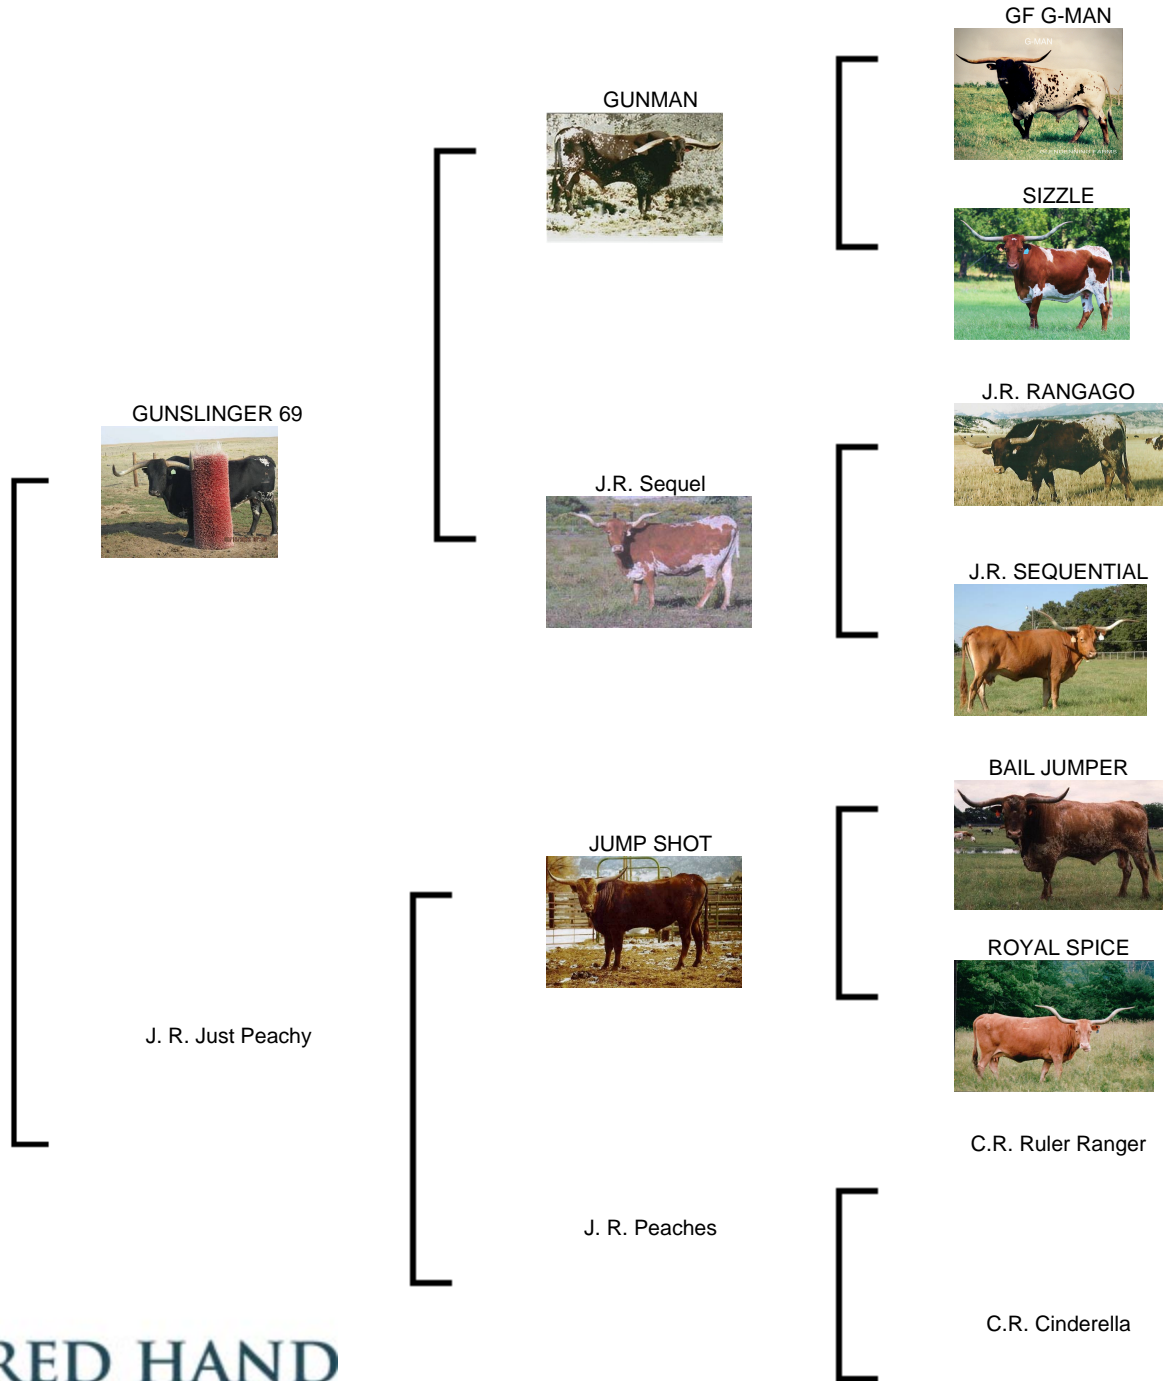 GF G-MAN
G-MAN
GUNMAN
SIZZLE
J.R. RANGAGO
GUNSLINGER 69
J.R. Sequel
J.R. SEQUENTIAL
BAIL JUMPER
JUMP SHOT
ROYAL SPICE
J. R. Just Peachy
C.R. Ruler Ranger
J. R. Peaches
C.R. Cinderella
RED HAND